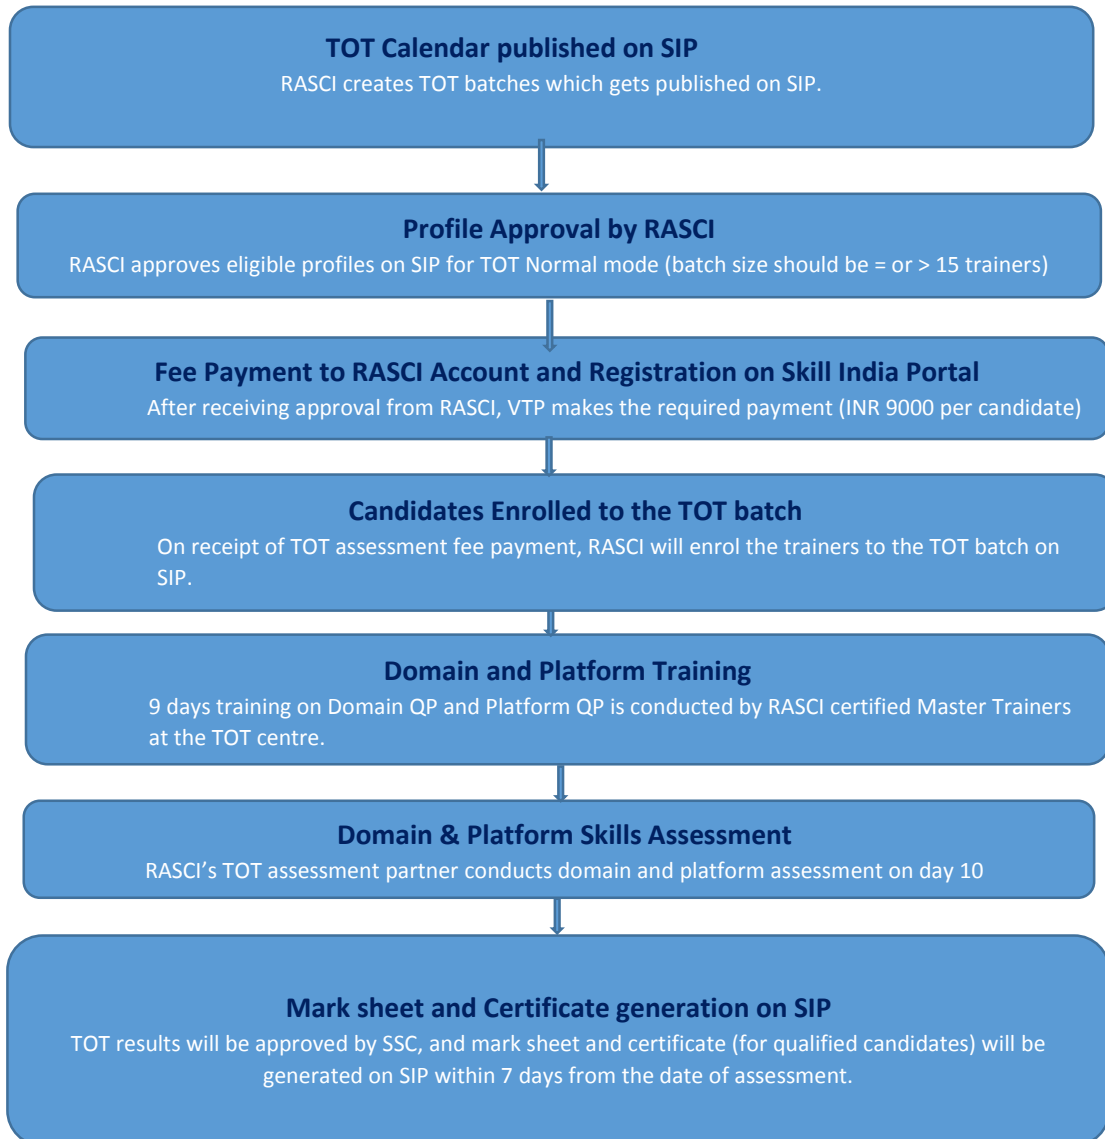 TOT Calendar published on SIP
RASCI creates TOT batches which gets published on SIP.
Profile Approval by RASCI
RASCI approves eligible profiles on SIP for TOT Normal mode (batch size should be = or > 15 trainers)
Fee Payment to RASCI Account and Registration on Skill India Portal
After receiving approval from RASCI, VTP makes the required payment (INR 9000 per candidate)
Candidates Enrolled to the TOT batch
On receipt of TOT assessment fee payment, RASCI will enrol the trainers to the TOT batch on
SIP.
Domain and Platform Training
9 days training on Domain QP and Platform QP is conducted by RASCI certified Master Trainers
at the TOT centre.
Domain & Platform Skills Assessment
RASCI’s TOT assessment partner conducts domain and platform assessment on day 10
Mark sheet and Certificate generation on SIP
TOT results will be approved by SSC, and mark sheet and certificate (for qualified candidates) will be
generated on SIP within 7 days from the date of assessment.